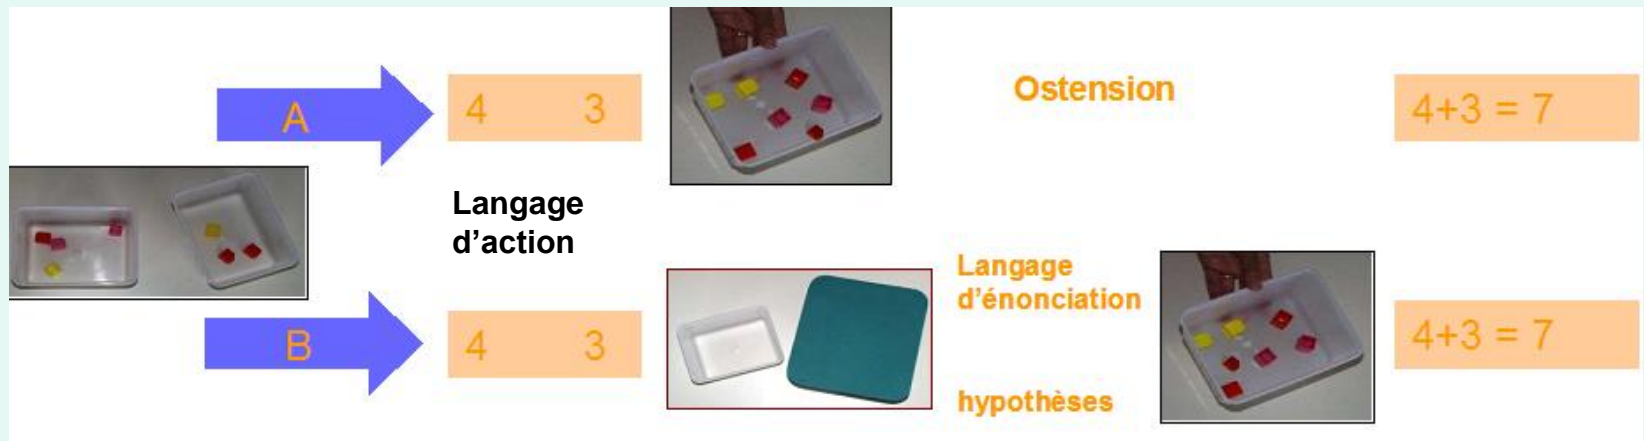 A
4 3
Ostension
4+3 = 7
Langage
d'action
B
4 3
Langage
d'énonciation
hypothèses
4+3 = 7